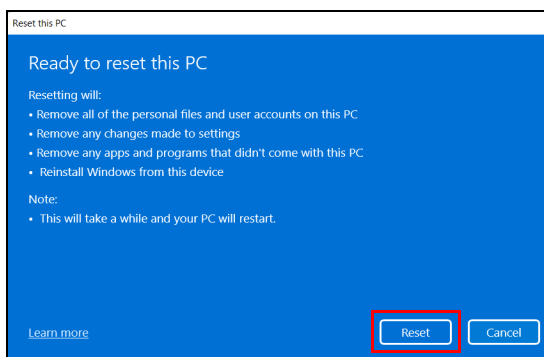 Reset this PC
Ready to reset this PC
Resetting will:
• Remove all of the personal files and user accounts on this PC
• Remove any changes made to settings
• Remove any apps and programs that didn't come with this PC
• Reinstall Windows from this device
Note:
• This will take a while and your PC will restart.
Learn more
Reset
Cancel